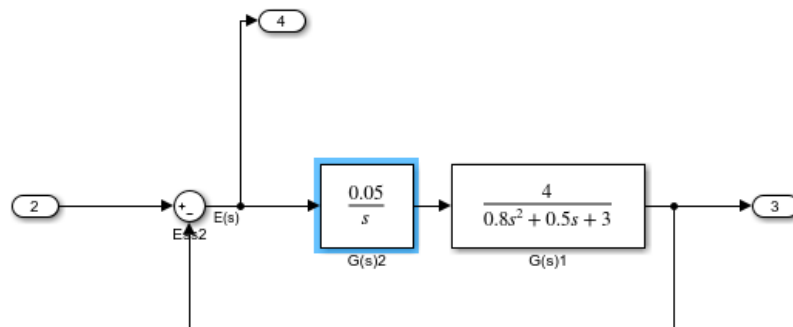 4
2
+
−
E(s)
Ess2
0.05
s
G(s)2
4
0.8s² + 0.5s + 3
G(s)1
3